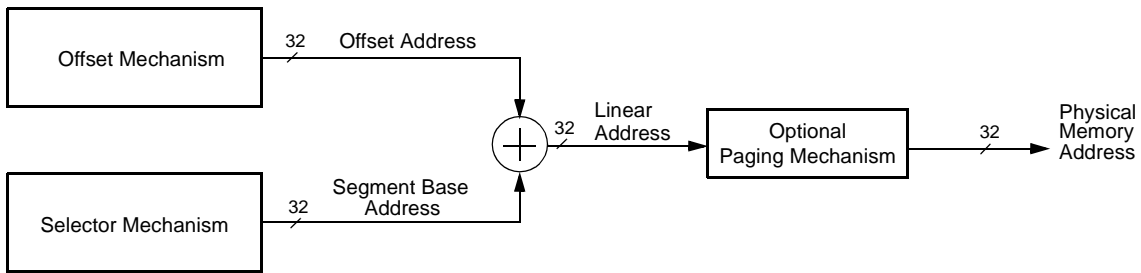 Offset Mechanism
32
Offset Address
Selector Mechanism
32
Segment Base
Address
32
Linear
Address
Optional
Paging Mechanism
32
Physical
Memory
Address